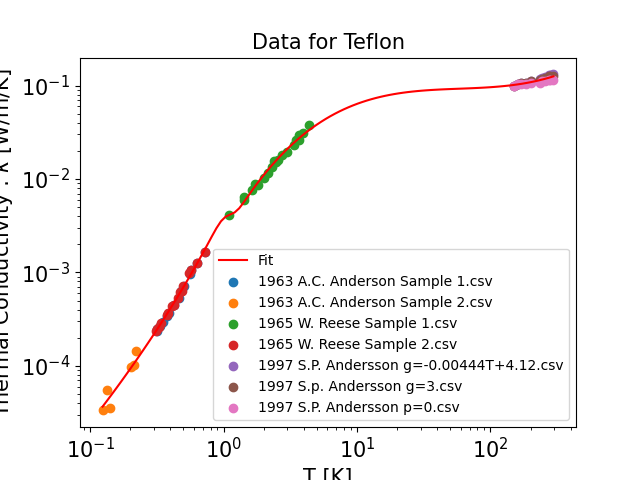 Data for Teflon
Thermal Conductivity : k [W/m/K]
10⁻¹
10⁻²
10⁻³
10⁻⁴
Fit
1963 A.C. Anderson Sample 1.csv
1963 A.C. Anderson Sample 2.csv
1965 W. Reese Sample 1.csv
1965 W. Reese Sample 2.csv
1997 S.P. Andersson g=-0.00444T+4.12.csv
1997 S.p. Andersson g=3.csv
1997 S.P. Andersson p=0.csv
10⁻¹ 10⁰ 10¹ 10²
T [K]